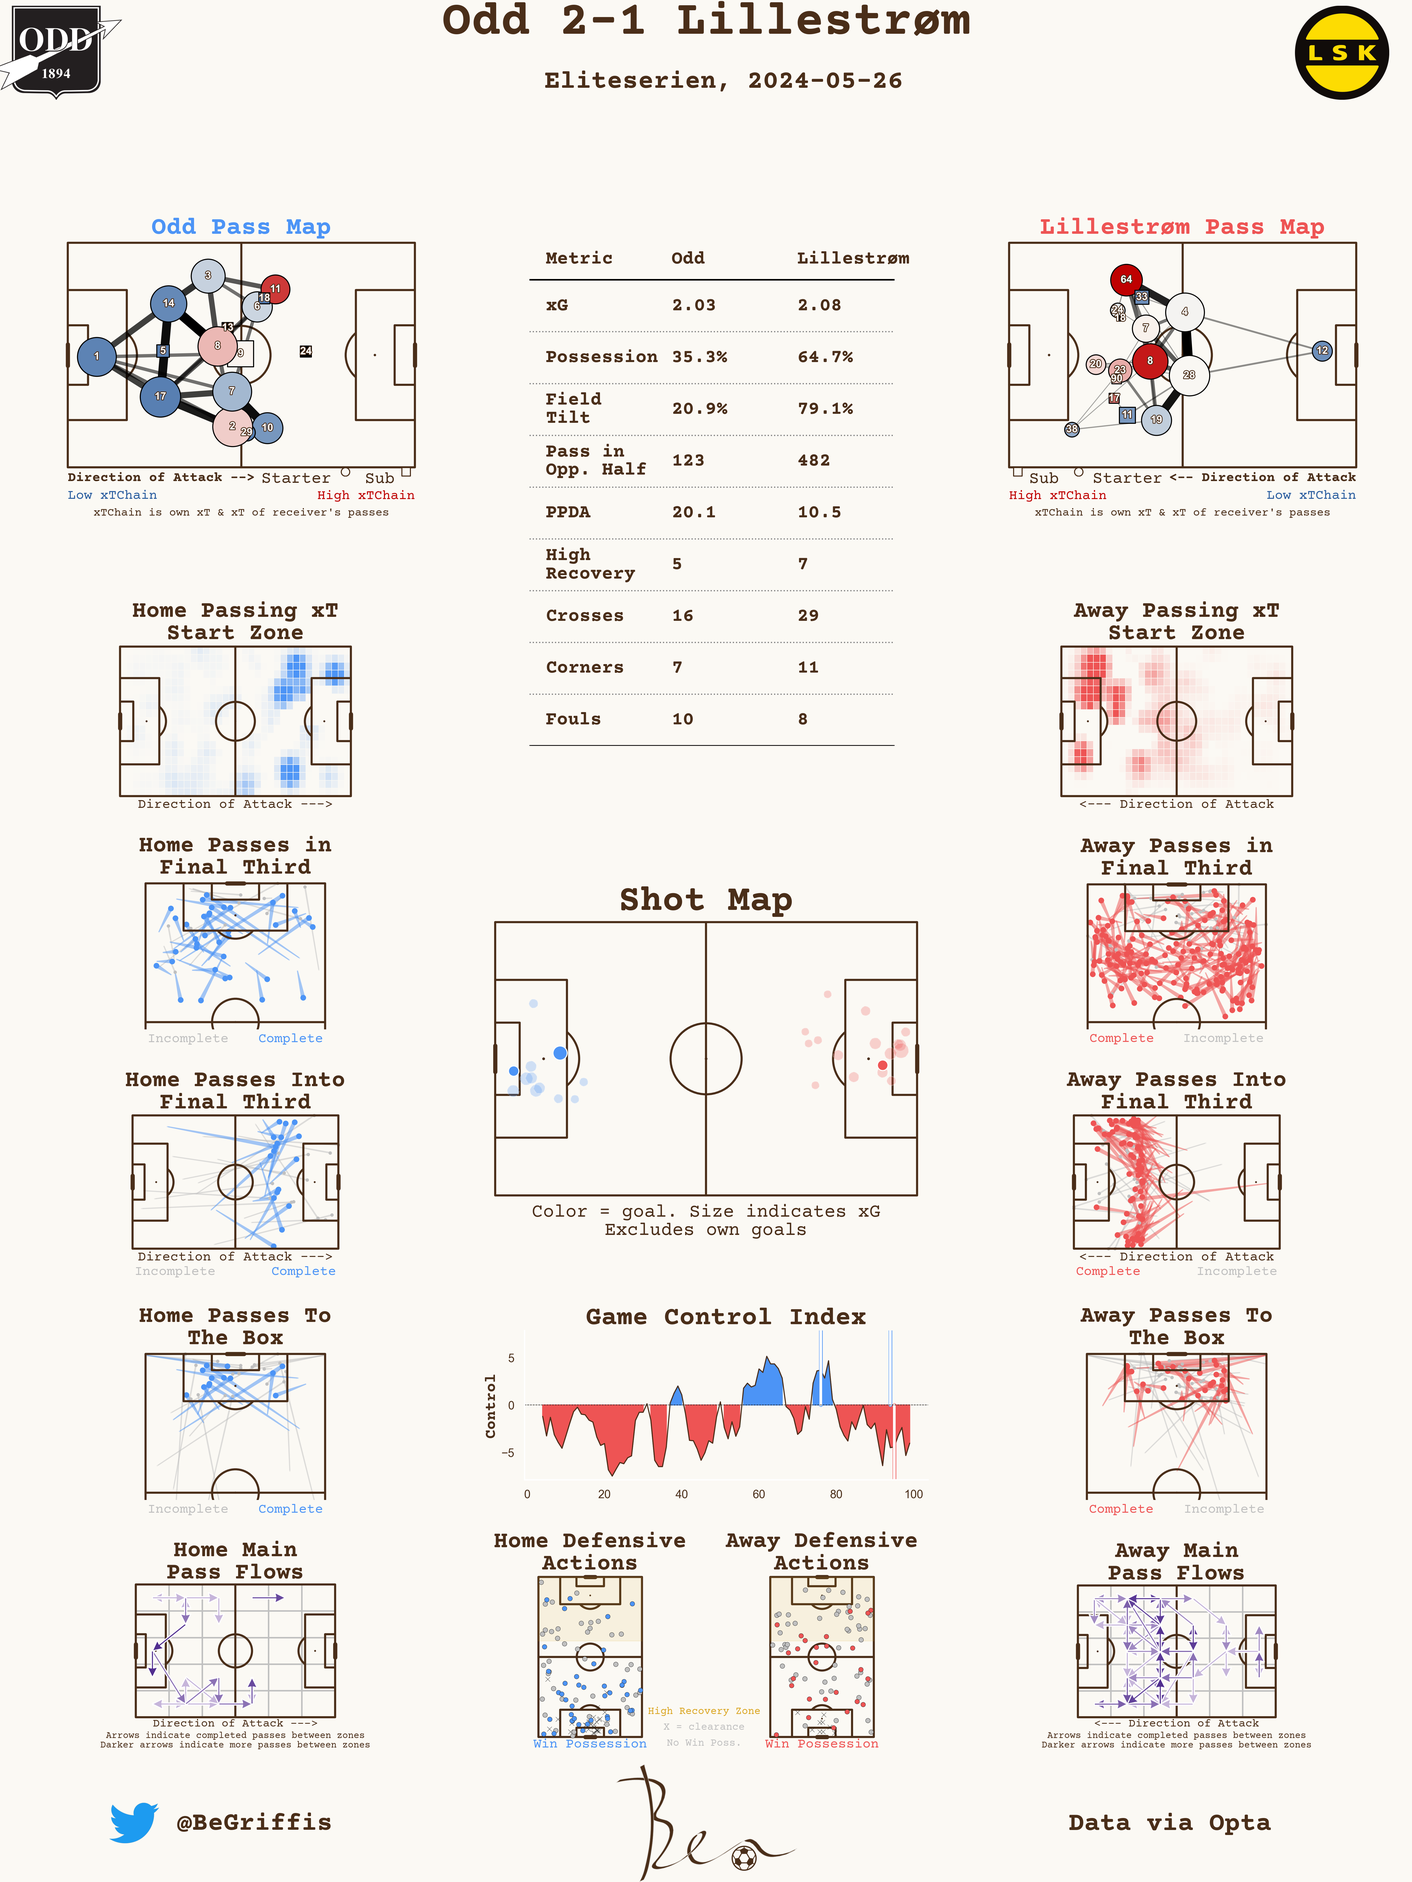 Odd 2-1 Lillestrøm
ODD
1894
LSK
Eliteserien, 2024-05-26
Odd Pass Map
3
11
18
6
14
13
8
9
24
1
5
7
17
2
29
10
Direction of Attack --> Starter Sub
Low xTChain High xTChain
xTChain is own xT & xT of receiver's passes
Metric Odd Lillestrøm
xG 2.03 2.08
Possession 35.3% 64.7%
Field
Tilt 20.9% 79.1%
Pass in
Opp. Half 123 482
PPDA 20.1 10.5
High
Recovery 5 7
Crosses 16 29
Corners 7 11
Fouls 10 8
Lillestrøm Pass Map
64
33
24
18
4
7
12
8
20
23
90
28
17
11
19
38
Sub Starter <-- Direction of Attack
High xTChain Low xTChain
xTChain is own xT & xT of receiver's passes
Home Passing xT
Start Zone
Direction of Attack --->
Away Passing xT
Start Zone
<--- Direction of Attack
Home Passes in
Final Third
Incomplete Complete
Away Passes in
Final Third
Complete Incomplete
Shot Map
Color = goal. Size indicates xG
Excludes own goals
Home Passes Into
Final Third
Direction of Attack --->
Incomplete Complete
Away Passes Into
Final Third
<--- Direction of Attack
Complete Incomplete
Home Passes To
The Box
Incomplete Complete
Game Control Index
Control
5
0
−5
0 20 40 60 80 100
Away Passes To
The Box
Complete Incomplete
Home Main
Pass Flows
Direction of Attack --->
Arrows indicate completed passes between zones
Darker arrows indicate more passes between zones
Home Defensive
Actions
Win Possession
High Recovery Zone
X = clearance
No Win Poss.
Away Defensive
Actions
Win Possession
Away Main
Pass Flows
<--- Direction of Attack
Arrows indicate completed passes between zones
Darker arrows indicate more passes between zones
@BeGriffis
Ben
Data via Opta